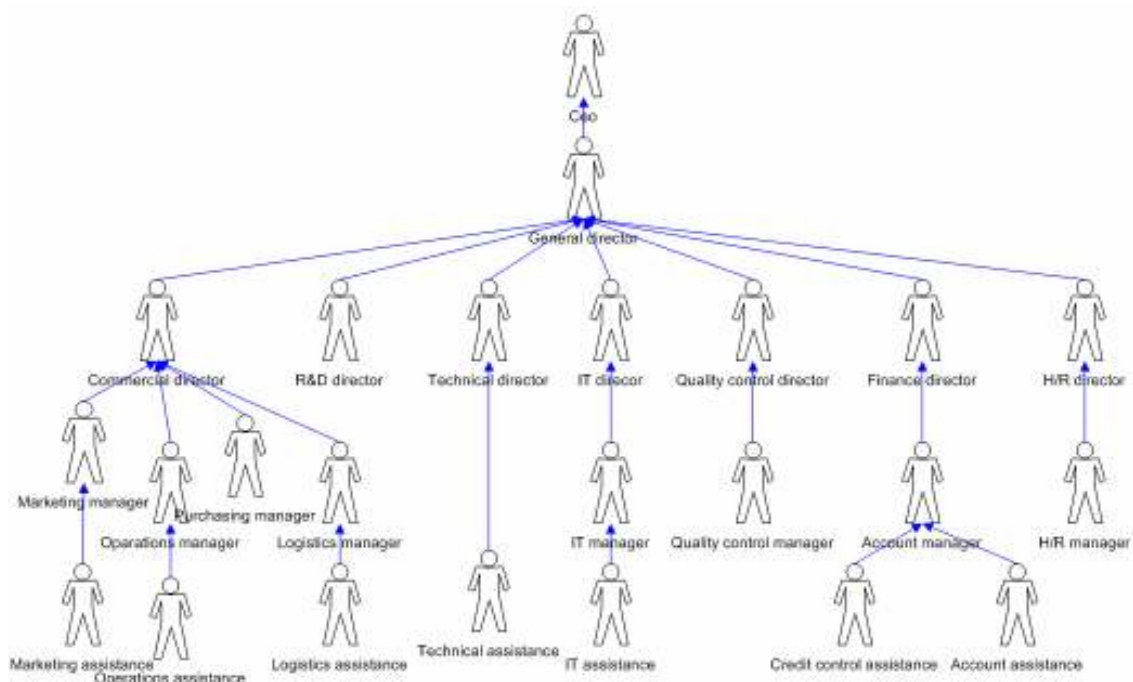 Ceo
General director
Commercial director
R&D director
Technical director
IT direcor
Quality control director
Finance director
H/R director
Marketing manager
Purchasing manager
Oparations manager
Logistics manager
IT manager
Quality control manager
Account manager
H/R manager
Marketing assistance
Operations assistance
Logistics assistance
Technical assistance
IT assistance
Credit control assistance
Account assistance